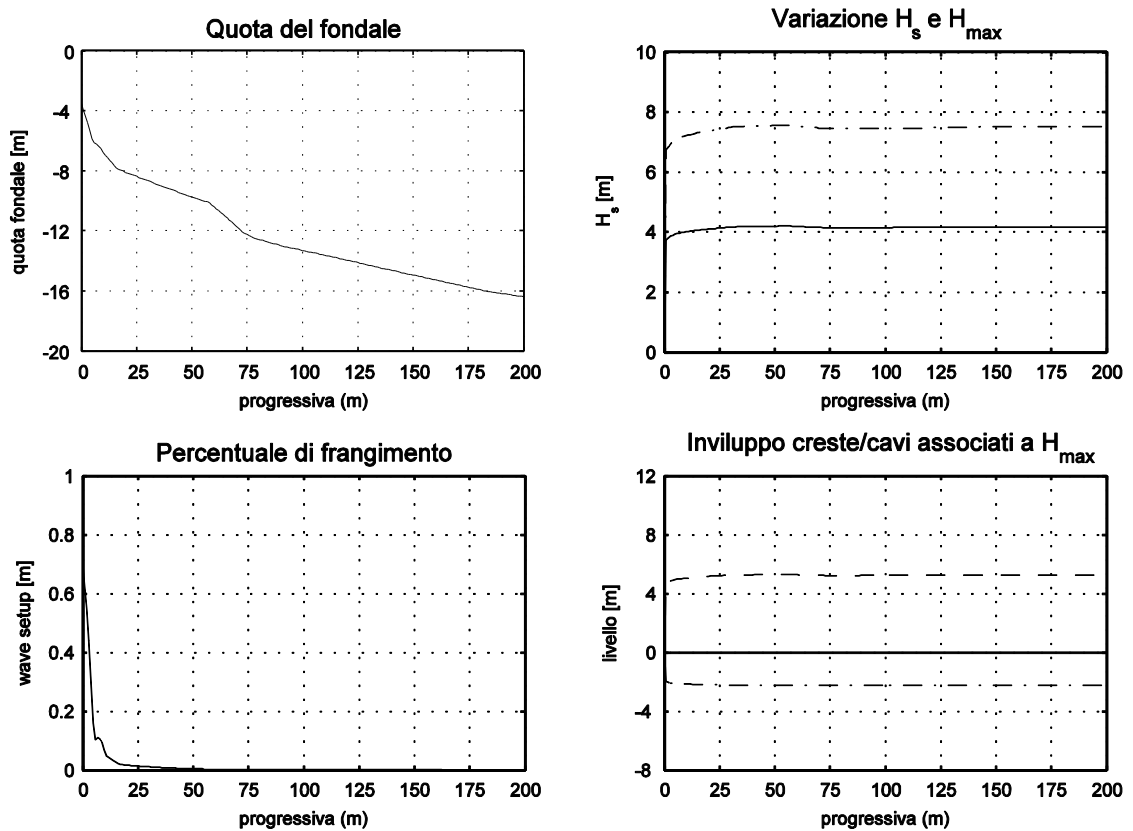 Quota del fondale
0
-4
-8
-12
-16
-20
quota fondale [m]
0 25 50 75 100 125 150 175 200
progressiva (m)
Variazione H_s e H_max
10
8
6
4
2
0
H_s [m]
0 25 50 75 100 125 150 175 200
progressiva (m)
Percentuale di frangimento
1
0.8
0.6
0.4
0.2
0
wave setup [m]
0 25 50 75 100 125 150 175 200
progressiva (m)
Inviluppo creste/cavi associati a H_max
12
8
4
0
-4
-8
livello [m]
0 25 50 75 100 125 150 175 200
progressiva (m)